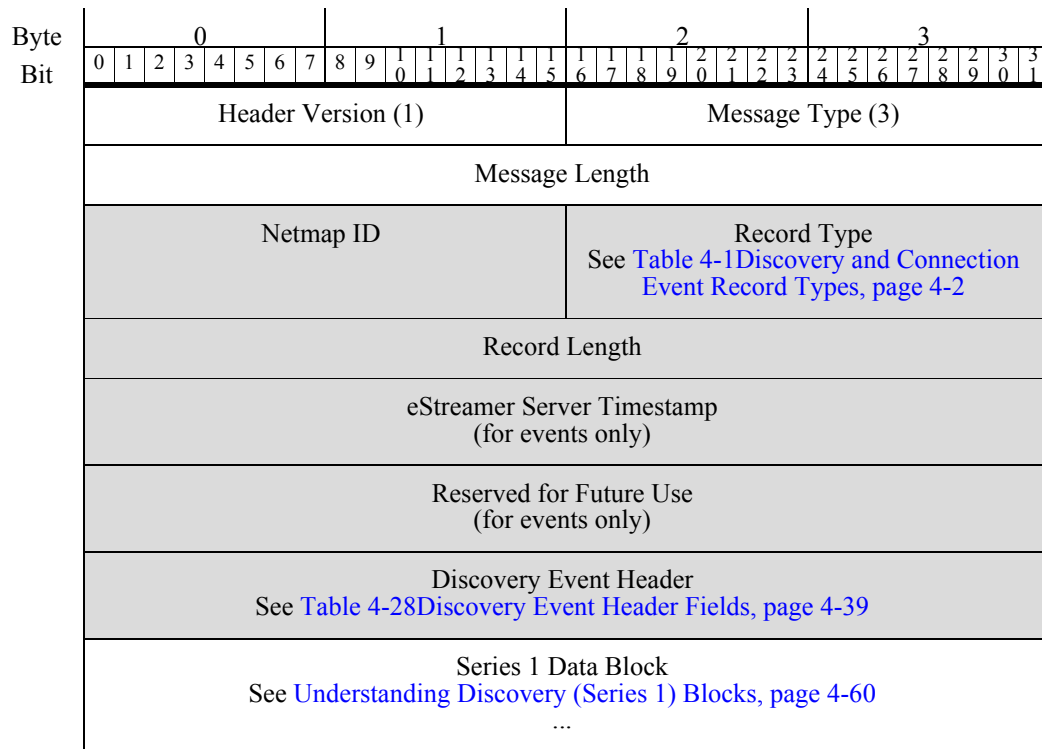 Byte 0 1 2 3
Bit 0 1 2 3 4 5 6 7 8 9 10 11 12 13 14 15 16 17 18 19 20 21 22 23 24 25 26 27 28 29 30 31
Header Version (1) Message Type (3)
Message Length
Netmap ID Record Type
See Table 4-1Discovery and Connection
Event Record Types, page 4-2
Record Length
eStreamer Server Timestamp
(for events only)
Reserved for Future Use
(for events only)
Discovery Event Header
See Table 4-28Discovery Event Header Fields, page 4-39
Series 1 Data Block
See Understanding Discovery (Series 1) Blocks, page 4-60
...